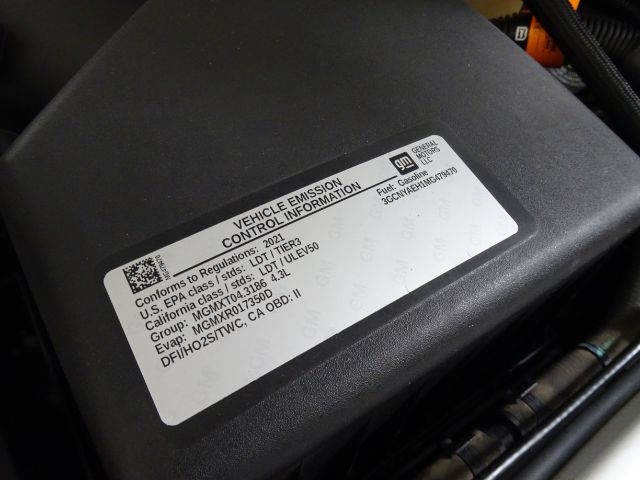 VEHICLE EMISSION
CONTROL INFORMATION
gm
GENERAL
MOTORS
LLC
Fuel: Gasoline
3GCNYAEH1MG479470
Conforms to Regulations: 2021
U.S. EPA class / stds: LDT / TIER3
California class / stds: LDT / ULEV50
Group: MGMXT04.3186 4.3L
Evap: MGMXR017350D
DFI/HO2S/TWC, CA OBD: II